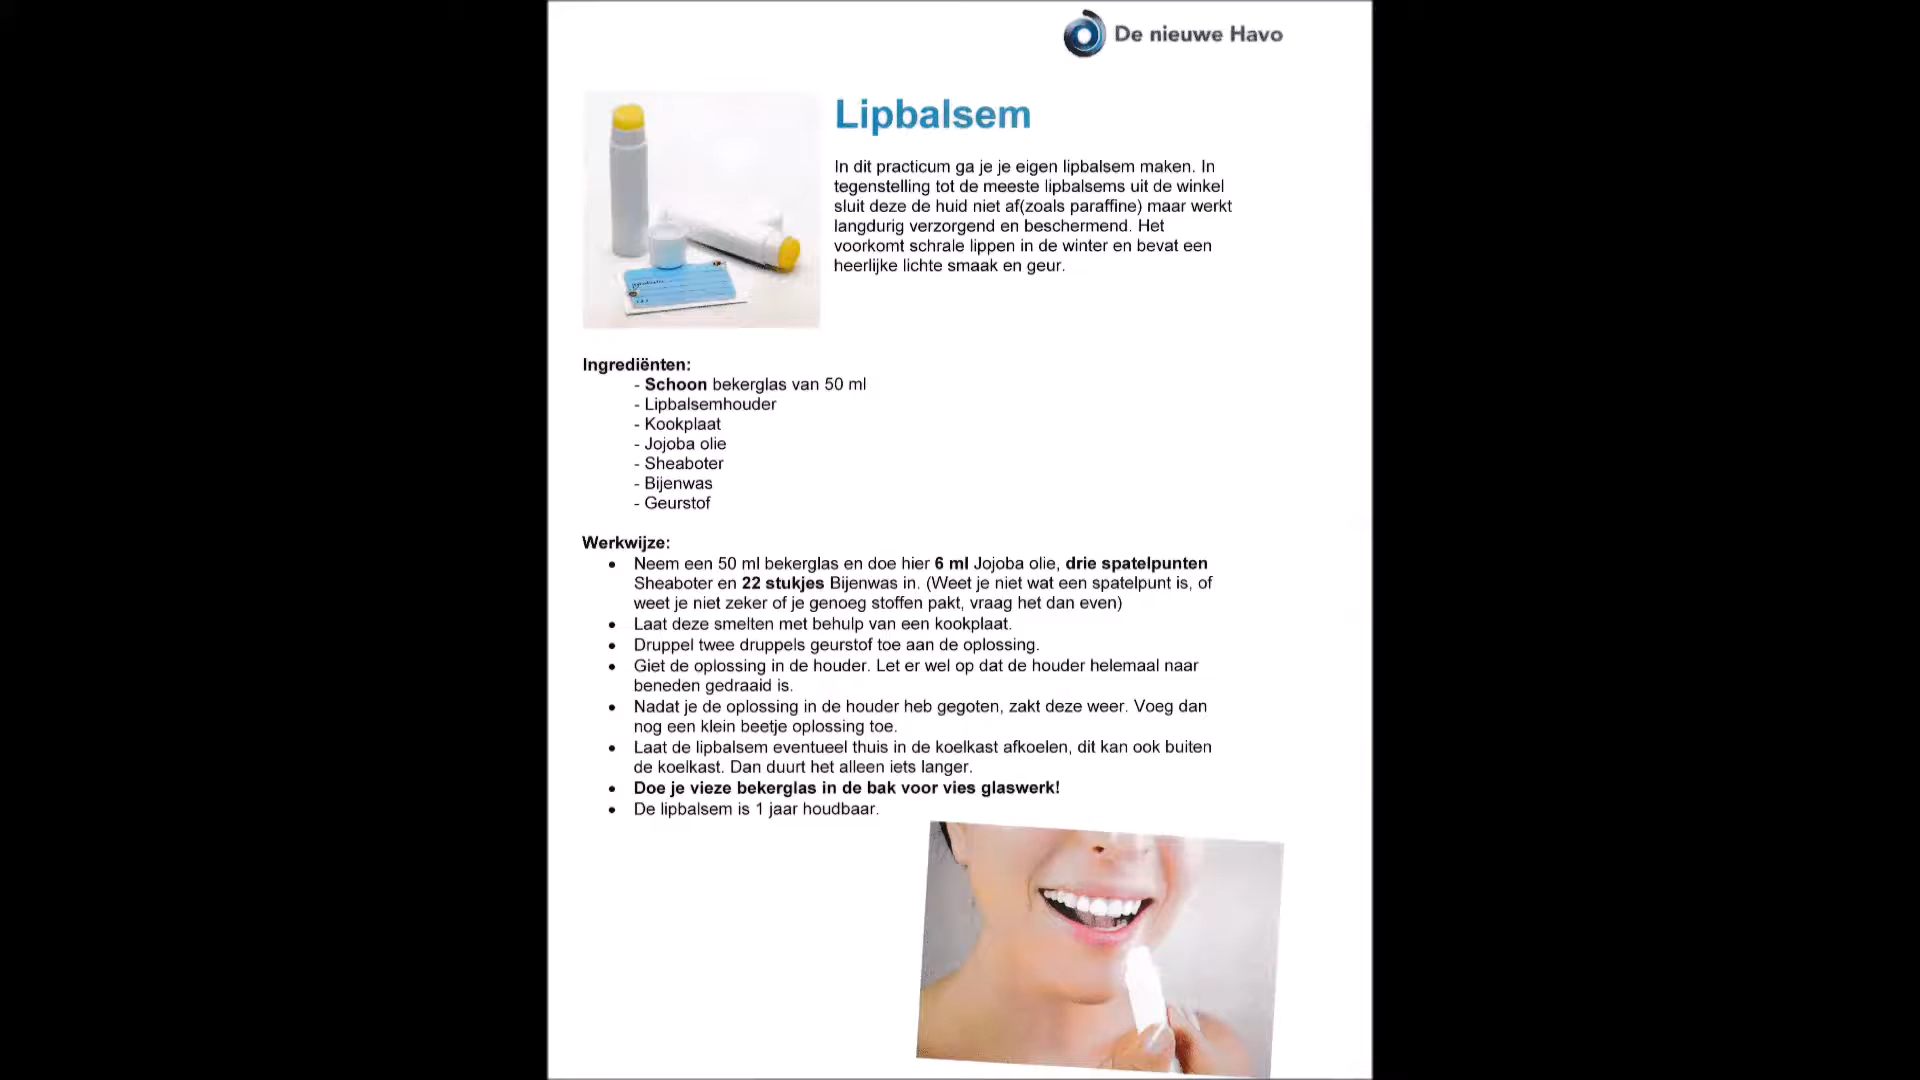 De nieuwe Havo
Lipbalsem
In dit practicum ga je je eigen lipbalsem maken. In
tegenstelling tot de meeste lipbalsems uit de winkel
sluit deze de huid niet af(zoals paraffine) maar werkt
langdurig verzorgend en beschermend. Het
voorkomt schrale lippen in de winter en bevat een
heerlijke lichte smaak en geur.
Ingrediënten:
- Schoon bekerglas van 50 ml
- Lipbalsemhouder
- Kookplaat
- Jojoba olie
- Sheaboter
- Bijenwas
- Geurstof
Werkwijze:
• Neem een 50 ml bekerglas en doe hier 6 ml Jojoba olie, drie spatelpunten
Sheaboter en 22 stukjes Bijenwas in. (Weet je niet wat een spatelpunt is, of
weet je niet zeker of je genoeg stoffen pakt, vraag het dan even)
• Laat deze smelten met behulp van een kookplaat.
• Druppel twee druppels geurstof toe aan de oplossing.
• Giet de oplossing in de houder. Let er wel op dat de houder helemaal naar
beneden gedraaid is.
• Nadat je de oplossing in de houder heb gegoten, zakt deze weer. Voeg dan
nog een klein beetje oplossing toe.
• Laat de lipbalsem eventueel thuis in de koelkast afkoelen, dit kan ook buiten
de koelkast. Dan duurt het alleen iets langer.
• Doe je vieze bekerglas in de bak voor vies glaswerk!
• De lipbalsem is 1 jaar houdbaar.